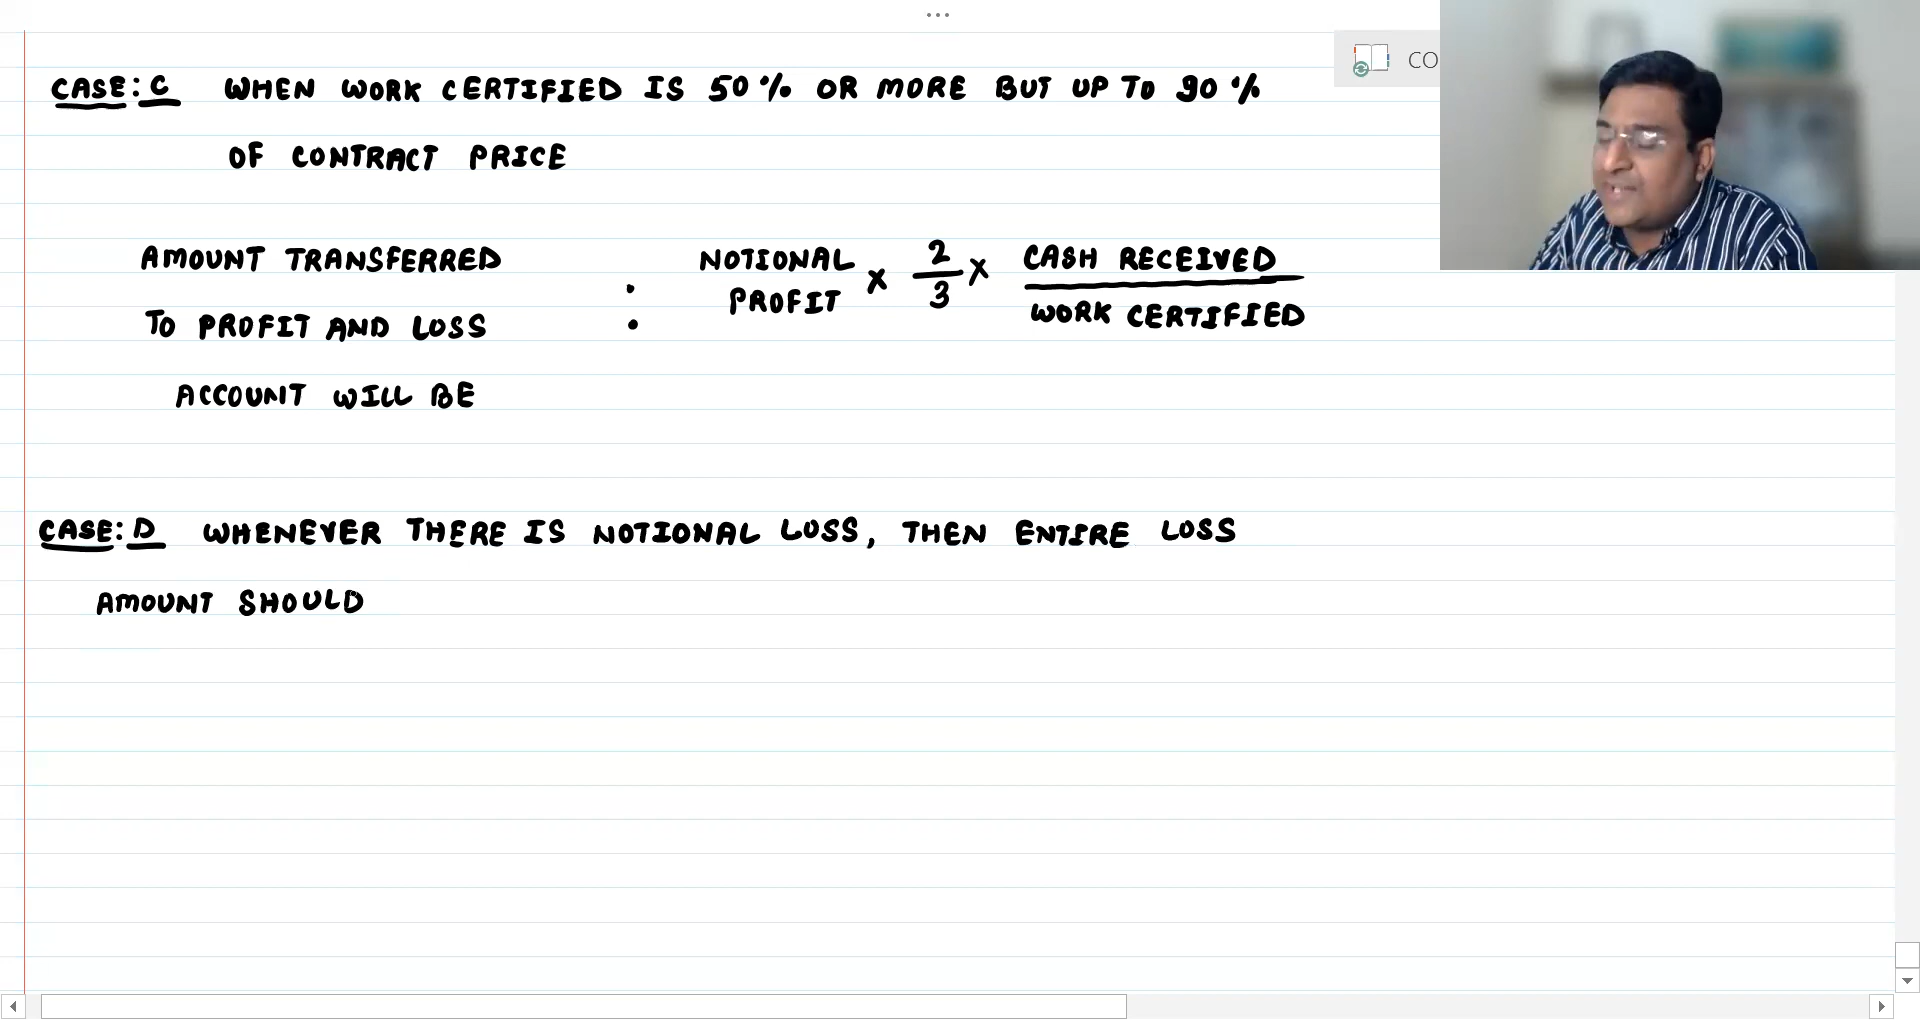 ...
CO
CASE: C WHEN WORK CERTIFIED IS 50% OR MORE BUT UP TO 90%
OF CONTRACT PRICE
AMOUNT TRANSFERRED
TO PROFIT AND LOSS
ACCOUNT WILL BE
:
NOTIONAL PROFIT × 2/3 × CASH RECEIVED / WORK CERTIFIED
CASE: D WHENEVER THERE IS NOTIONAL LOSS, THEN ENTIRE LOSS
AMOUNT SHOULD